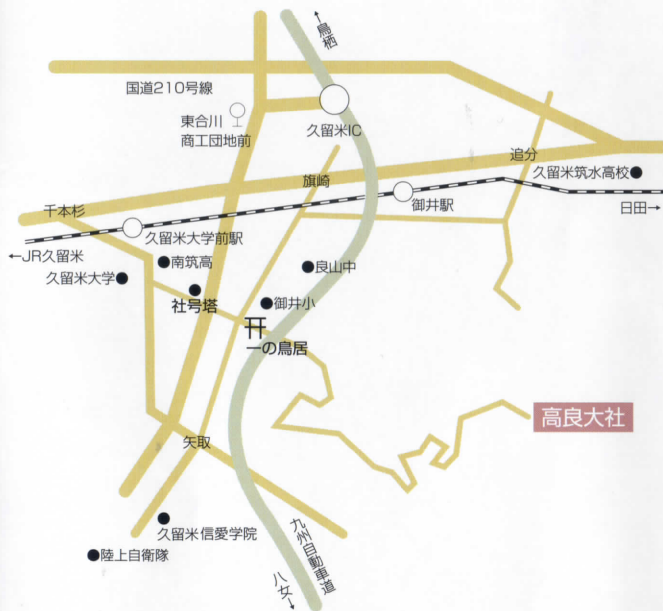 ↑鳥栖
国道210号線
東合川
商工団地前
久留米IC
追分
久留米筑水高校
旗崎
御井駅
日田→
千本杉
久留米大学前駅
←JR久留米
南筑高
良山中
久留米大学
社号塔
御井小
一の鳥居
高良大社
矢取
久留米信愛学院
陸上自衛隊
九州自動車道
八女↓